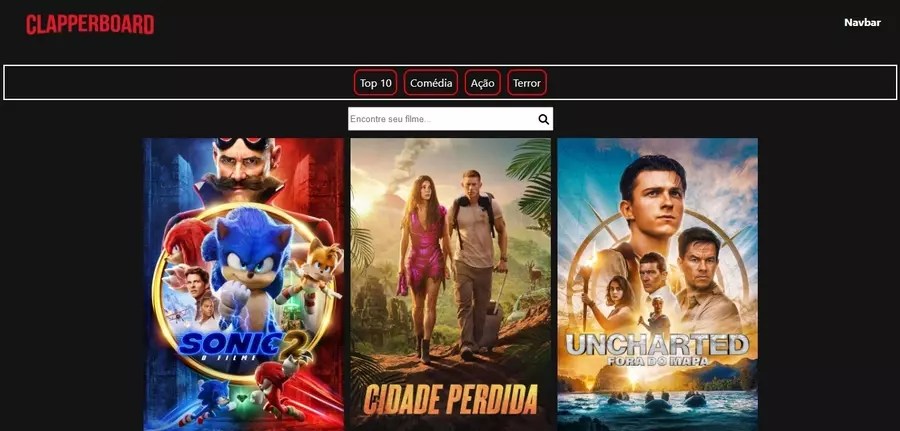 CLAPPERBOARD
Navbar
Top 10
Comédia
Ação
Terror
Encontre seu filme...
SONIC 2
O FILME
CIDADE PERDIDA
UNCHARTED
FORA DO MAPA